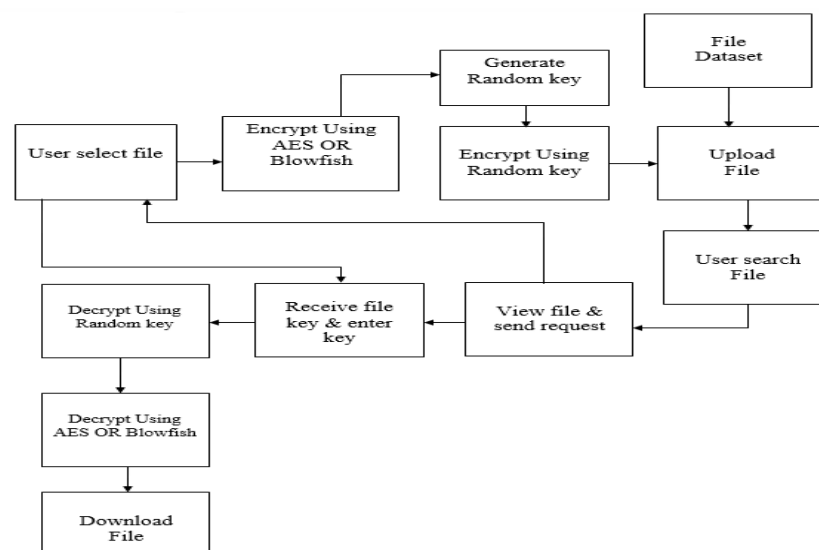 File
Dataset
Generate
Random key
Encrypt Using
AES OR
Blowfish
User select file
Encrypt Using
Random key
Upload
File
User search
File
Decrypt Using
Random key
Receive file
key & enter
key
View file &
send request
Decrypt Using
AES OR Blowfish
Download
File